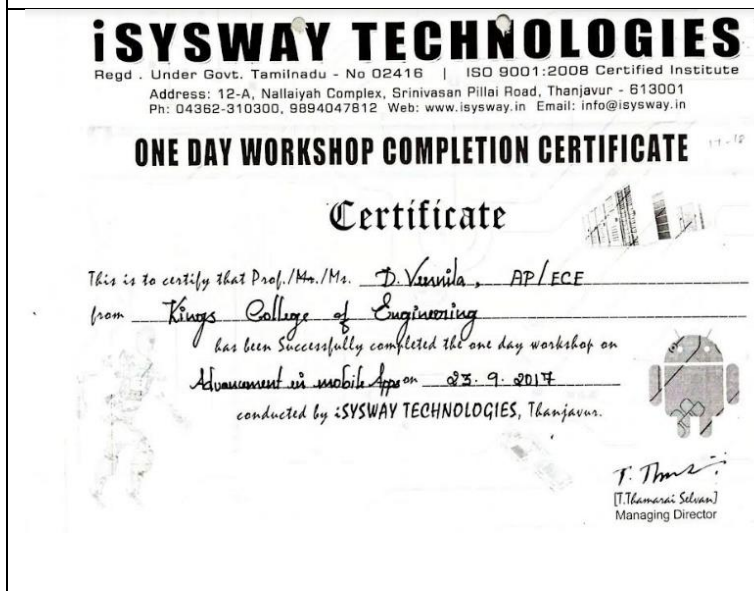 iSYSWAY TECHNOLOGIES
Regd . Under Govt. Tamilnadu - No 02416 | ISO 9001:2008 Certified Institute
Address: 12-A, Nallaiyah Complex, Srinivasan Pillai Road, Thanjavur - 613001
Ph: 04362-310300, 9894047812 Web: www.isysway.in Email: info@isysway.in
ONE DAY WORKSHOP COMPLETION CERTIFICATE
17-18
Certificate
This is to certify that Prof./Mr./Ms. D. Vennila, AP/ECE
from Kings College of Engineering
has been Successfully completed the one day workshop on
Advancement in mobile Apps on 23.9.2017
conducted by iSYSWAY TECHNOLOGIES, Thanjavur.
[T.Thamarai Selvan]
Managing Director